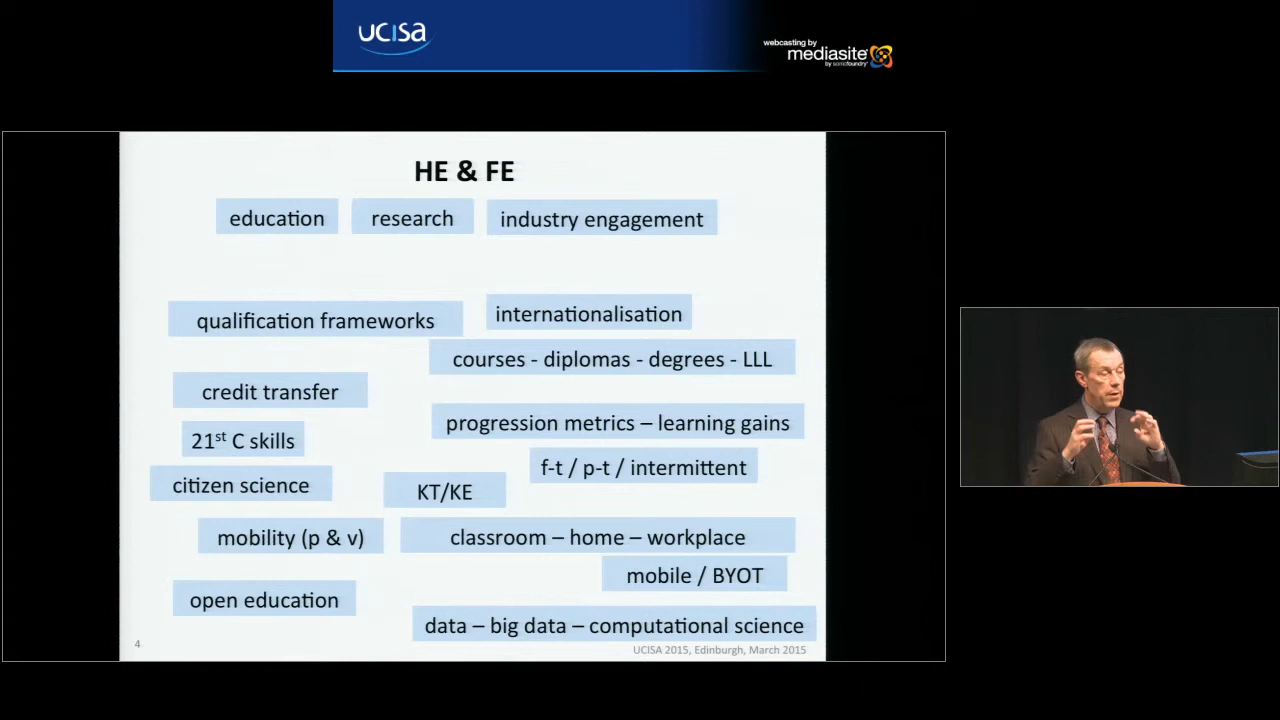 ucisa
webcasting by
mediasite
by sonicfoundry
HE & FE
education
research
industry engagement
qualification frameworks
internationalisation
courses - diplomas - degrees - LLL
credit transfer
progression metrics – learning gains
21st C skills
f-t / p-t / intermittent
citizen science
KT/KE
mobility (p & v)
classroom – home – workplace
mobile / BYOT
open education
data – big data – computational science
4
UCISA 2015, Edinburgh, March 2015